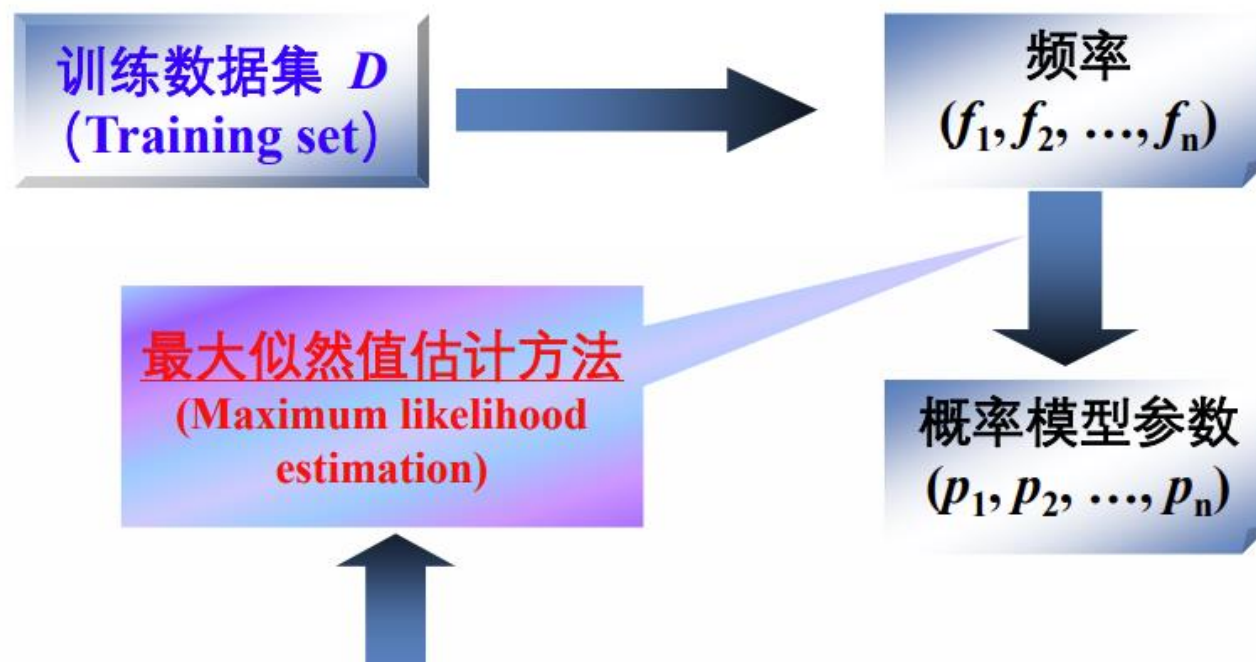 训练数据集 D
（Training set）
频率
(f₁, f₂, …, fₙ)
最大似然值估计方法
(Maximum likelihood
estimation)
概率模型参数
(p₁, p₂, …, pₙ)